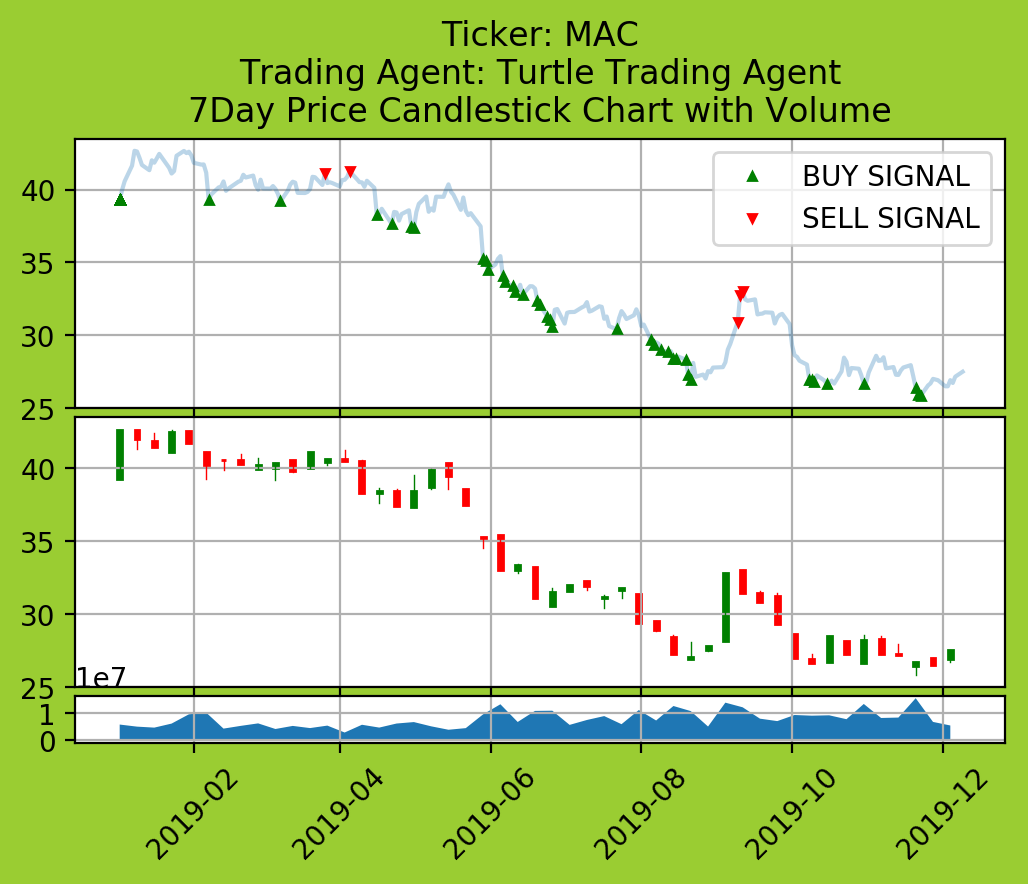 Ticker: MAC
Trading Agent: Turtle Trading Agent
7Day Price Candlestick Chart with Volume
BUY SIGNAL
SELL SIGNAL
40
35
30
25
40
35
30
25
1e7
1
0
2019-02
2019-04
2019-06
2019-08
2019-10
2019-12